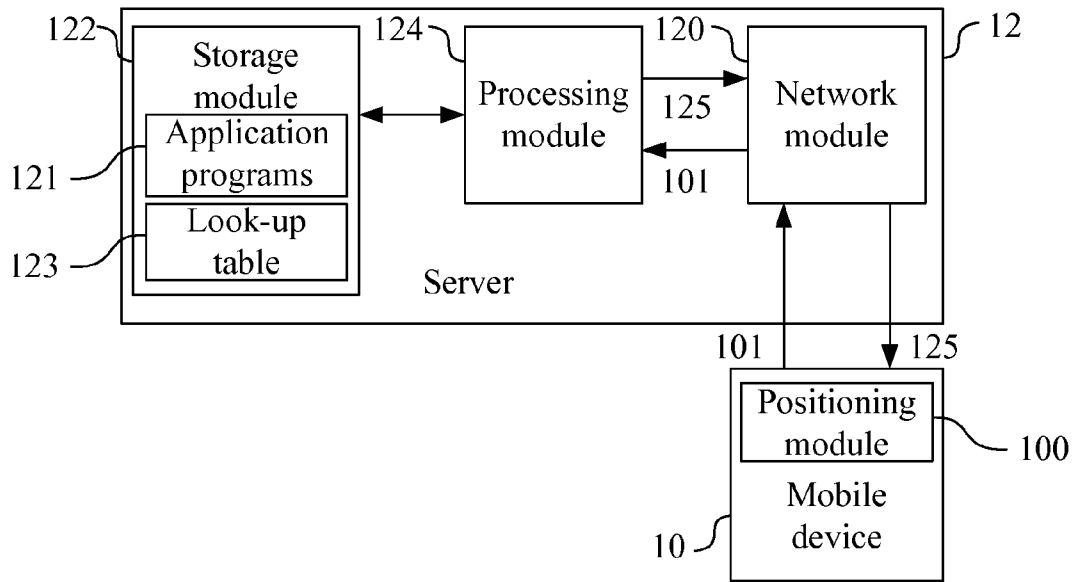 122
Storage
module
Application
programs
121
Look-up
table
123
124
Processing
module
125
101
120
Network
module
12
Server
101
125
Positioning
module
100
Mobile
device
10